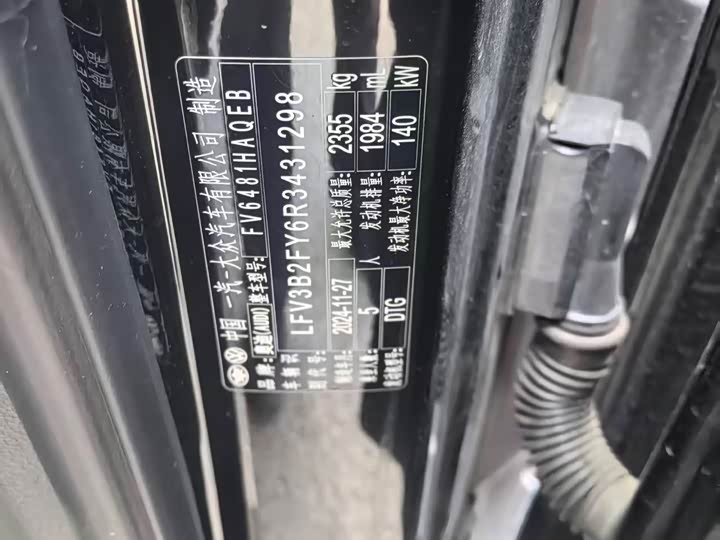 中国 一汽-大众汽车有限公司 制造
品牌: 奥迪(AUDI) 整车型号: FV6481HAQEB
车辆识别代号: LFV3B2FY6R3431298
制造年月: 2024-11-27 最大允许总质量: 2355 kg
乘坐人数: 5 人 发动机排量: 1984 mL
发动机型号: DTG 发动机最大净功率: 140 kW